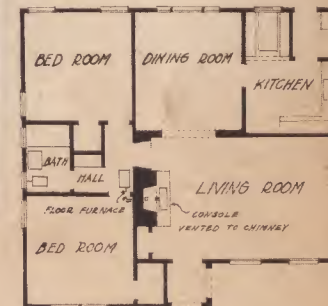 BED ROOM
DINING ROOM
KITCHEN
BATH
HALL
LIVING ROOM
FLOOR FURNACE
CONSOLE
VENTED TO CHIMNEY
BED ROOM